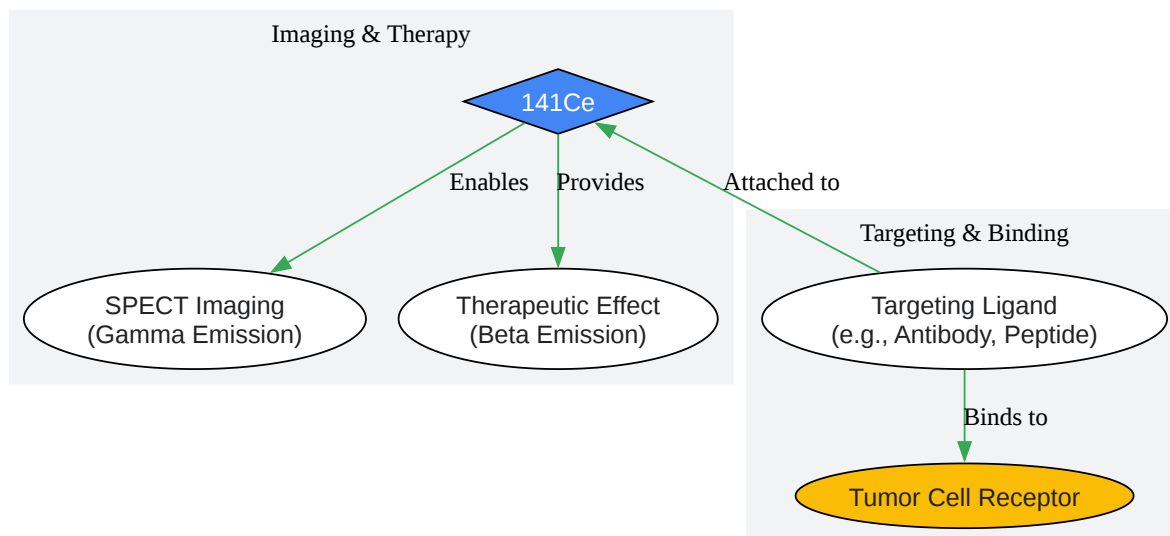 Imaging & Therapy
141Ce
Enables
Provides
Attached to
Targeting & Binding
SPECT Imaging
(Gamma Emission)
Therapeutic Effect
(Beta Emission)
Targeting Ligand
(e.g., Antibody, Peptide)
Binds to
Tumor Cell Receptor